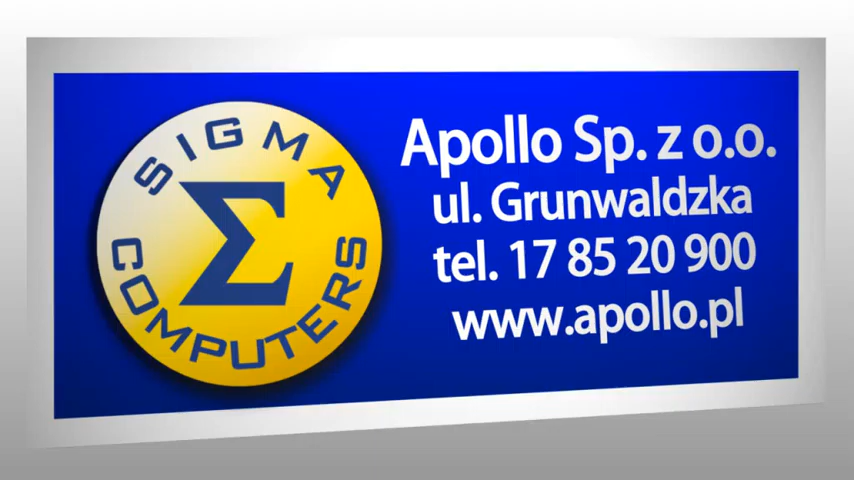 SIGMA
Σ
COMPUTERS
Apollo Sp. z o.o.
ul. Grunwaldzka
tel. 17 85 20 900
www.apollo.pl